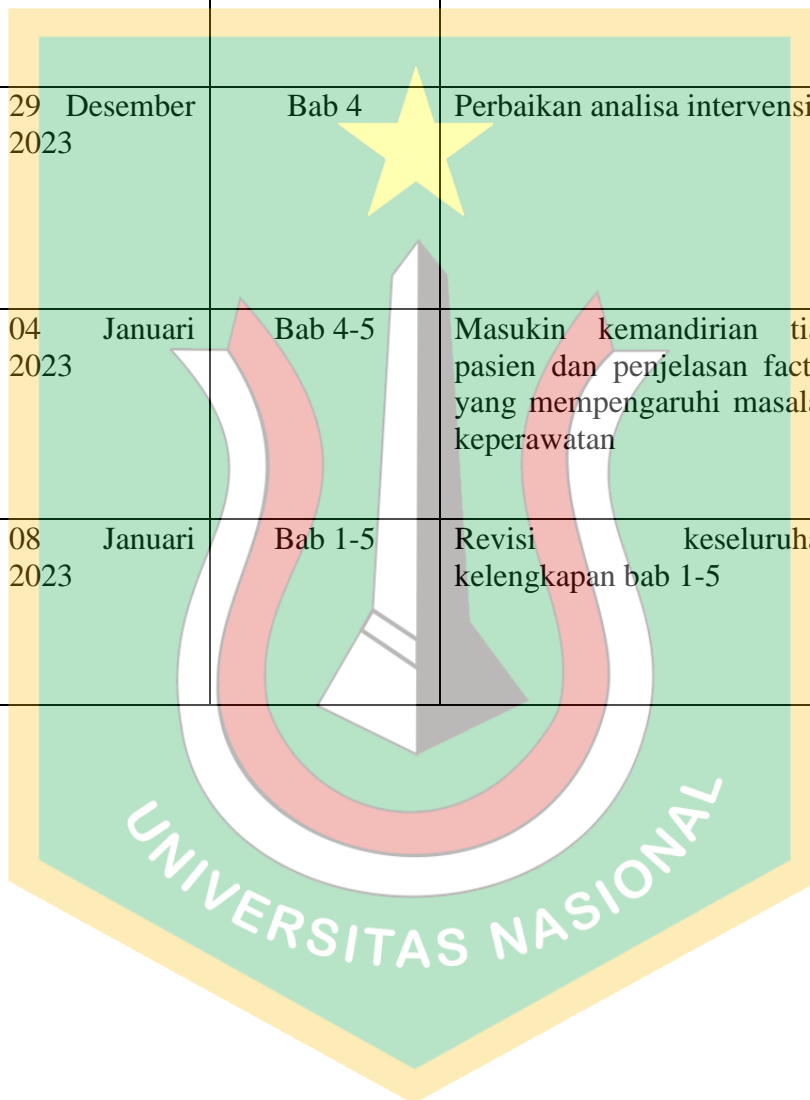 29 Desember
2023
Bab 4
Perbaikan analisa intervensi
04 Januari
2023
Bab 4-5
Masukin kemandirian
pasien dan penjelasan
yang mempengaruhi
keperawatan
08 Januari
2023
Bab 1-5
Revisi
kelengkapan bab 1-5
UNIVERSITAS NASIONAL